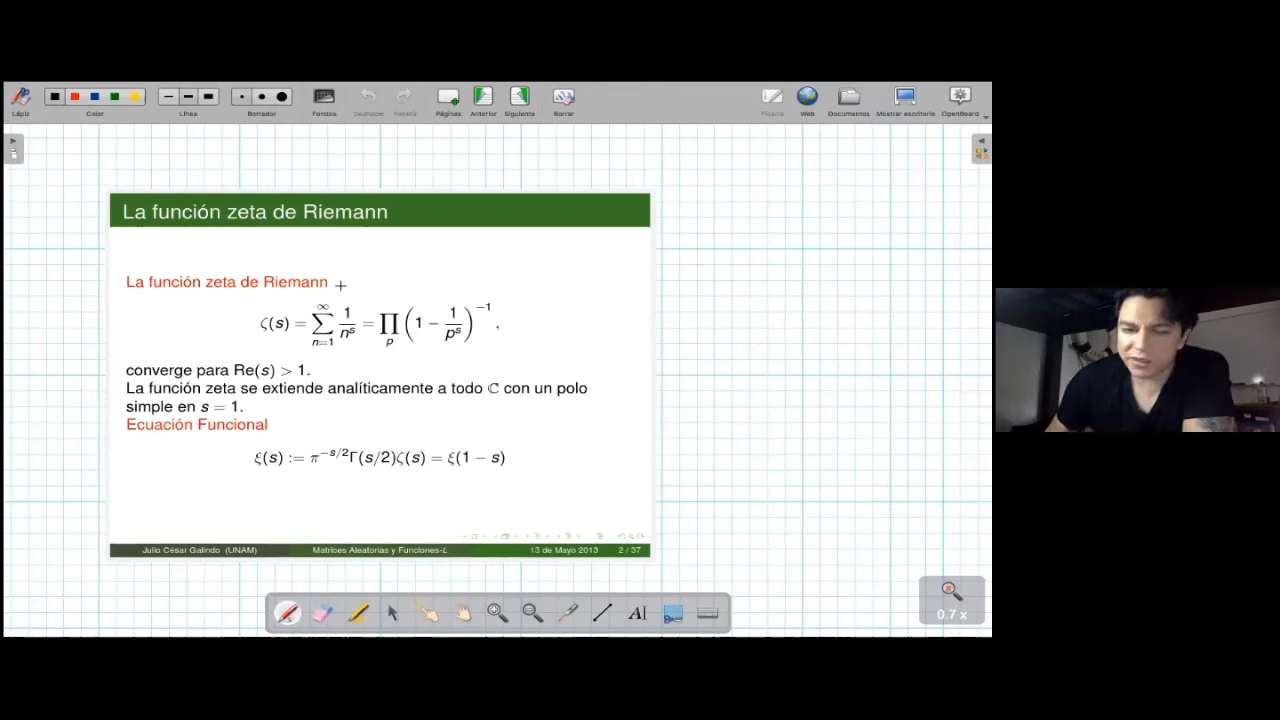 Lápiz Color Línea Borrador Fondos Deshacer Repetir Páginas Anterior Siguiente Borrar Pizarra Web Documentos Mostrar escritorio OpenBoard
La función zeta de Riemann
La función zeta de Riemann
ζ(s) = ∑_{n=1}^{∞} 1/n^s = ∏_p (1 − 1/p^s)^{−1},
converge para Re(s) > 1.
La función zeta se extiende analíticamente a todo ℂ con un polo
simple en s = 1.
Ecuación Funcional
ξ(s) := π^{−s/2}Γ(s/2)ζ(s) = ξ(1 − s)
Julio César Galindo (UNAM) Matrices Aleatorias y Funciones-L 13 de Mayo 2013 2 / 37
AI
0.7 x